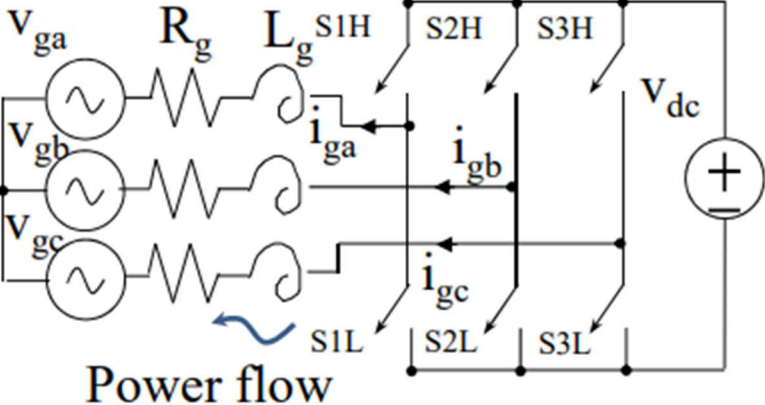 Vga
Rg
Lg
S1H
S2H
S3H
Vgb
iga
igb
Vdc
Vgc
igc
S1L
S2L
S3L
Power flow